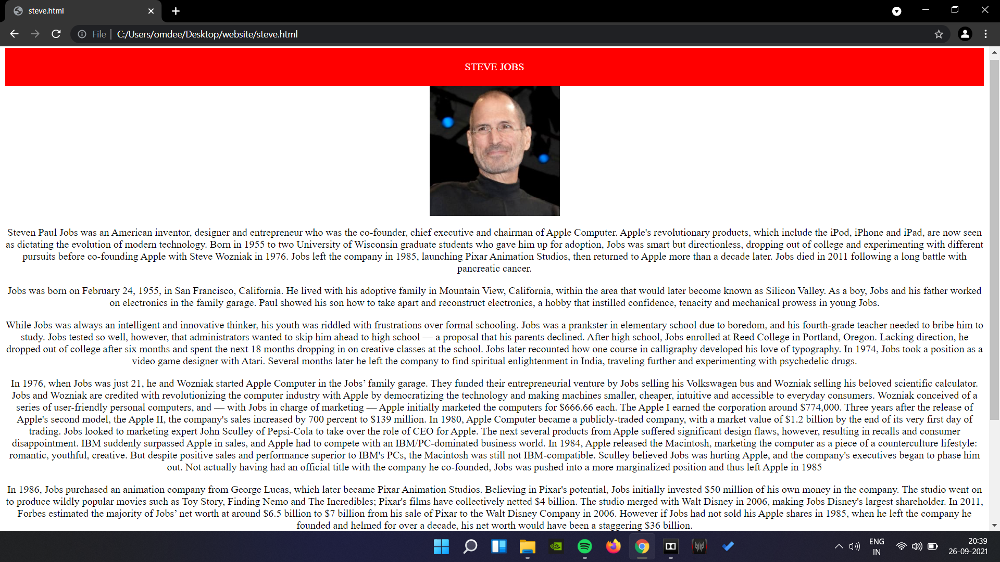 steve.html
File | C:/Users/omdee/Desktop/website/steve.html
STEVE JOBS
Steven Paul Jobs was an American inventor, designer and entrepreneur who was the co-founder, chief executive and chairman of Apple Computer. Apple's revolutionary products, which include the iPod, iPhone and iPad, are now seen
as dictating the evolution of modern technology. Born in 1955 to two University of Wisconsin graduate students who gave him up for adoption, Jobs was smart but directionless, dropping out of college and experimenting with different
pursuits before co-founding Apple with Steve Wozniak in 1976. Jobs left the company in 1985, launching Pixar Animation Studios, then returned to Apple more than a decade later. Jobs died in 2011 following a long battle with
pancreatic cancer.
Jobs was born on February 24, 1955, in San Francisco, California. He lived with his adoptive family in Mountain View, California, within the area that would later become known as Silicon Valley. As a boy, Jobs and his father worked
on electronics in the family garage. Paul showed his son how to take apart and reconstruct electronics, a hobby that instilled confidence, tenacity and mechanical prowess in young Jobs.
While Jobs was always an intelligent and innovative thinker, his youth was riddled with frustrations over formal schooling. Jobs was a prankster in elementary school due to boredom, and his fourth-grade teacher needed to bribe him to
study. Jobs tested so well, however, that administrators wanted to skip him ahead to high school — a proposal that his parents declined. After high school, Jobs enrolled at Reed College in Portland, Oregon. Lacking direction, he
dropped out of college after six months and spent the next 18 months dropping in on creative classes at the school. Jobs later recounted how one course in calligraphy developed his love of typography. In 1974, Jobs took a position as a
video game designer with Atari. Several months later he left the company to find spiritual enlightenment in India, traveling further and experimenting with psychedelic drugs.
In 1976, when Jobs was just 21, he and Wozniak started Apple Computer in the Jobs’ family garage. They funded their entrepreneurial venture by Jobs selling his Volkswagen bus and Wozniak selling his beloved scientific calculator.
Jobs and Wozniak are credited with revolutionizing the computer industry with Apple by democratizing the technology and making machines smaller, cheaper, intuitive and accessible to everyday consumers. Wozniak conceived of a
series of user-friendly personal computers, and — with Jobs in charge of marketing — Apple initially marketed the computers for $666.66 each. The Apple I earned the corporation around $774,000. Three years after the release of
Apple's second model, the Apple II, the company's sales increased by 700 percent to $139 million. In 1980, Apple Computer became a publicly-traded company, with a market value of $1.2 billion by the end of its very first day of
trading. Jobs looked to marketing expert John Sculley of Pepsi-Cola to take over the role of CEO for Apple. The next several products from Apple suffered significant design flaws, however, resulting in recalls and consumer
disappointment. IBM suddenly surpassed Apple in sales, and Apple had to compete with an IBM/PC-dominated business world. In 1984, Apple released the Macintosh, marketing the computer as a piece of a counterculture lifestyle:
romantic, youthful, creative. But despite positive sales and performance superior to IBM's PCs, the Macintosh was still not IBM-compatible. Sculley believed Jobs was hurting Apple, and the company's executives began to phase him
out. Not actually having had an official title with the company he co-founded, Jobs was pushed into a more marginalized position and thus left Apple in 1985
In 1986, Jobs purchased an animation company from George Lucas, which later became Pixar Animation Studios. Believing in Pixar's potential, Jobs initially invested $50 million of his own money in the company. The studio went on
to produce wildly popular movies such as Toy Story, Finding Nemo and The Incredibles; Pixar's films have collectively netted $4 billion. The studio merged with Walt Disney in 2006, making Jobs Disney's largest shareholder. In 2011,
Forbes estimated the majority of Jobs’ net worth at around $6.5 billion to $7 billion from his sale of Pixar to the Walt Disney Company in 2006. However if Jobs had not sold his Apple shares in 1985, when he left the company he
founded and helmed for over a decade, his net worth would have been a staggering $36 billion.
ENG
IN
20:39
26-09-2021